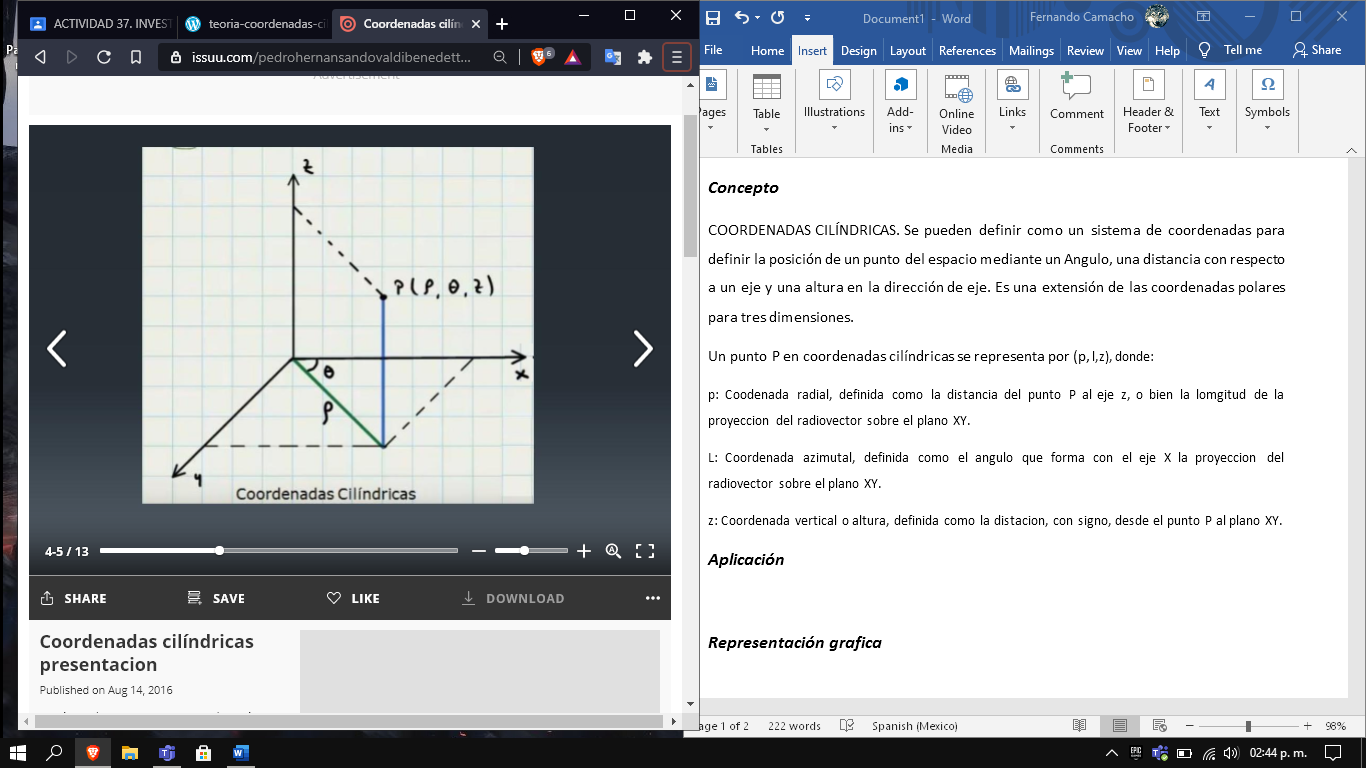 ACTIVIDAD 37. INVEST
teoria-coordenadas-ci
Coordenadas cilín
issuu.com/pedrohernansandovaldibenedett...
6
Advertisement
z
P(ρ, θ, z)
θ
x
ρ
y
Coordenadas Cilíndricas
4-5 / 13
SHARE
SAVE
LIKE
DOWNLOAD
Coordenadas cilíndricas
presentacion
Published on Aug 14, 2016
Document1 - Word
Fernando Camacho
File
Home
Insert
Design
Layout
References
Mailings
Review
View
Help
Tell me
Share
Pages
Table
Illustrations
Add-
ins
Online
Video
Links
Comment
Header &
Footer
Text
Symbols
Tables
Media
Comments
Concepto
COORDENADAS CILÍNDRICAS. Se pueden definir como un sistema de coordenadas para
definir la posición de un punto del espacio mediante un Angulo, una distancia con respecto
a un eje y una altura en la dirección de eje. Es una extensión de las coordenadas polares
para tres dimensiones.
Un punto P en coordenadas cilíndricas se representa por (p, I,z), donde:
p: Coodenada radial, definida como la distancia del punto P al eje z, o bien la lomgitud de la
proyeccion del radiovector sobre el plano XY.
L: Coordenada azimutal, definida como el angulo que forma con el eje X la proyeccion del
radiovector sobre el plano XY.
z: Coordenada vertical o altura, definida como la distacion, con signo, desde el punto P al plano XY.
Aplicación
Representación grafica
age 1 of 2
222 words
Spanish (Mexico)
98%
02:44 p. m.